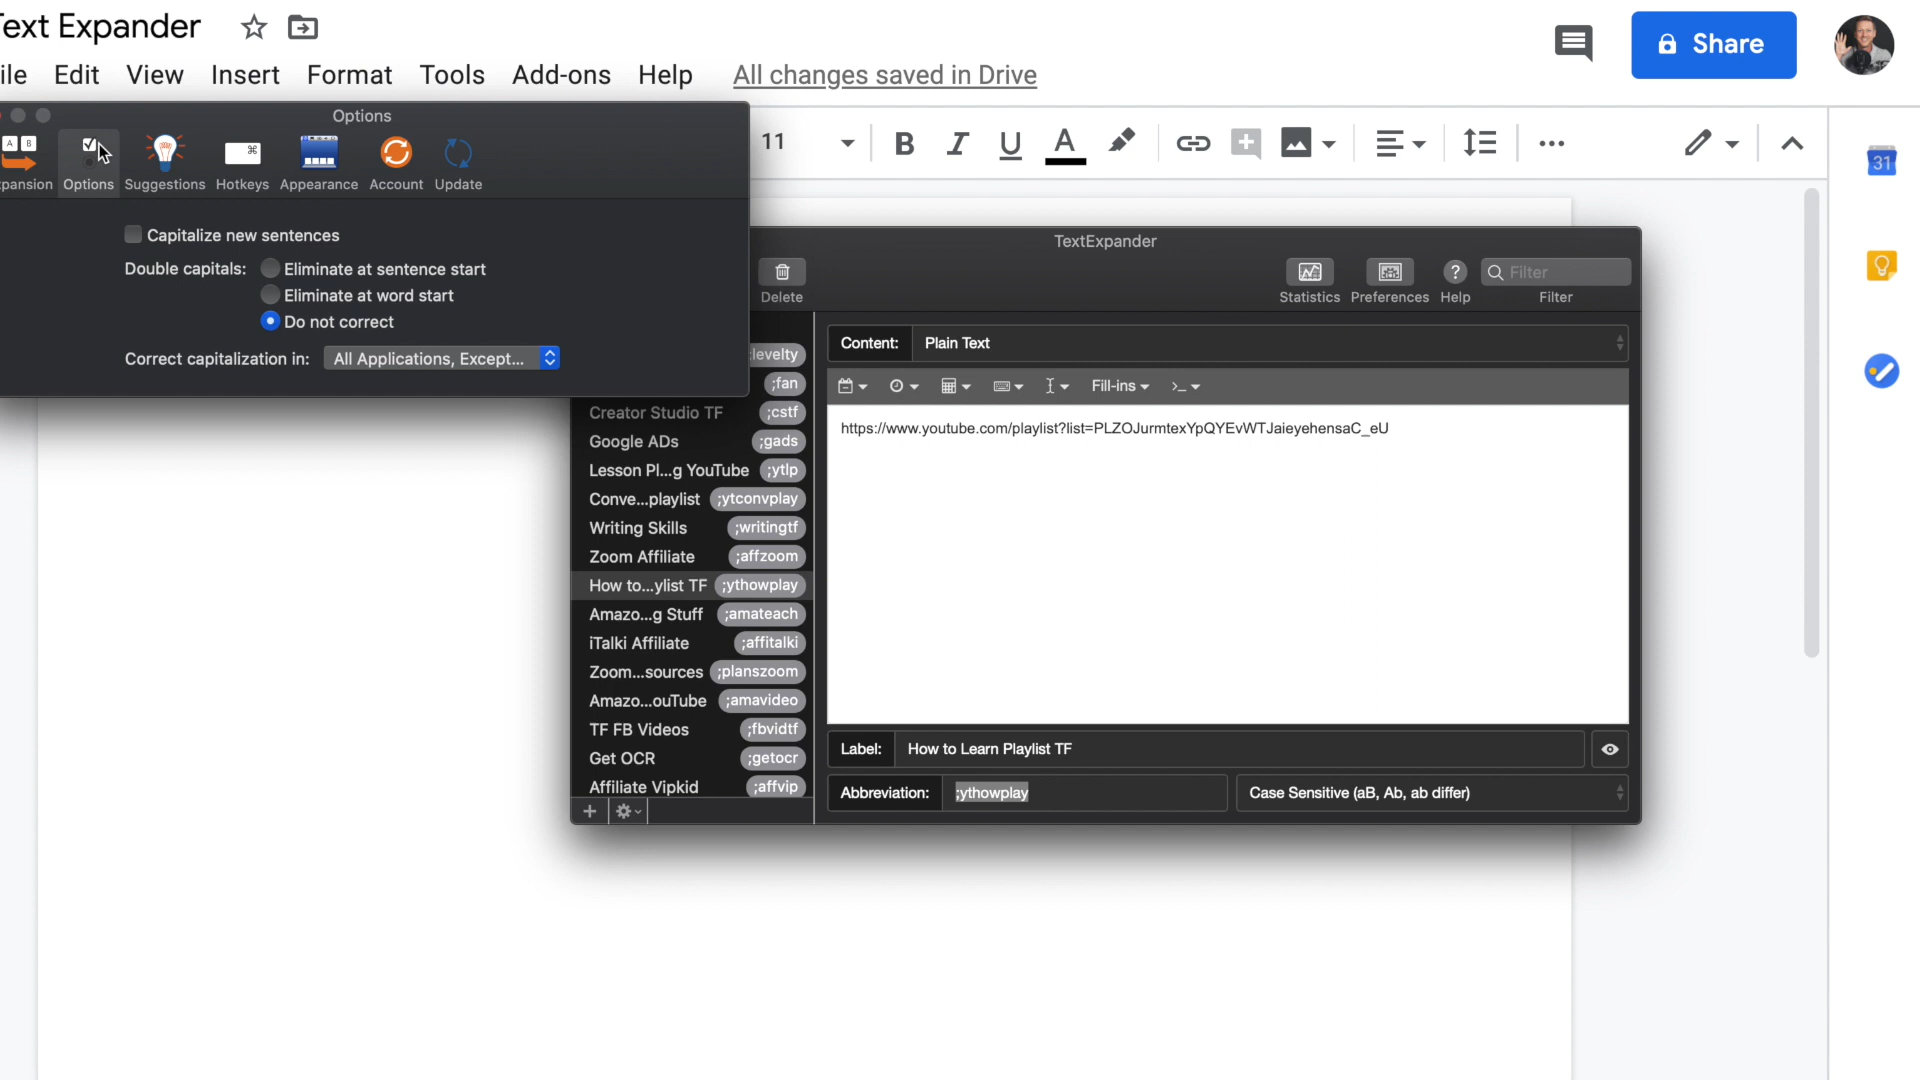 ext Expander
ile Edit View Insert Format Tools Add-ons Help All changes saved in Drive
Share
Options
A B
pansion Options Suggestions Hotkeys Appearance Account Update
11 B I U A
31
Capitalize new sentences
Double capitals: Eliminate at sentence start
Eliminate at word start
Do not correct
Correct capitalization in: All Applications, Except...
TextExpander
Delete
Statistics Preferences Help Filter
Filter
;levelty
;fan
Creator Studio TF ;cstf
Google ADs ;gads
Lesson Pl...g YouTube ;ytlp
Conve...playlist ;ytconvplay
Writing Skills ;writingtf
Zoom Affiliate ;affzoom
How to...ylist TF ;ythowplay
Amazo...g Stuff ;amateach
iTalki Affiliate ;affitalki
Zoom...sources ;planszoom
Amazo...ouTube ;amavideo
TF FB Videos ;fbvidtf
Get OCR ;getocr
Affiliate Vipkid ;affvip
Content: Plain Text
Fill-ins
https://www.youtube.com/playlist?list=PLZOJurmtexYpQYEvWTJaieyehensaC_eU
Label: How to Learn Playlist TF
Abbreviation: ;ythowplay Case Sensitive (aB, Ab, ab differ)